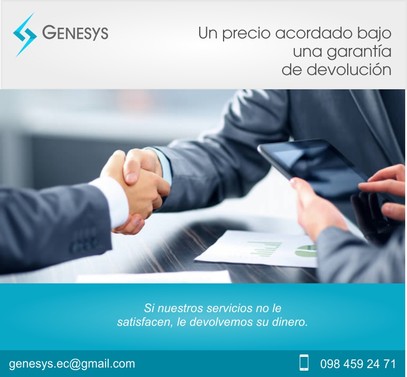 GENESYS
Un precio acordado bajo
una garantía
de devolución
Si nuestros servicios no le
satisfacen, le devolvemos su dinero.
genesys.ec@gmail.com
098 459 24 71